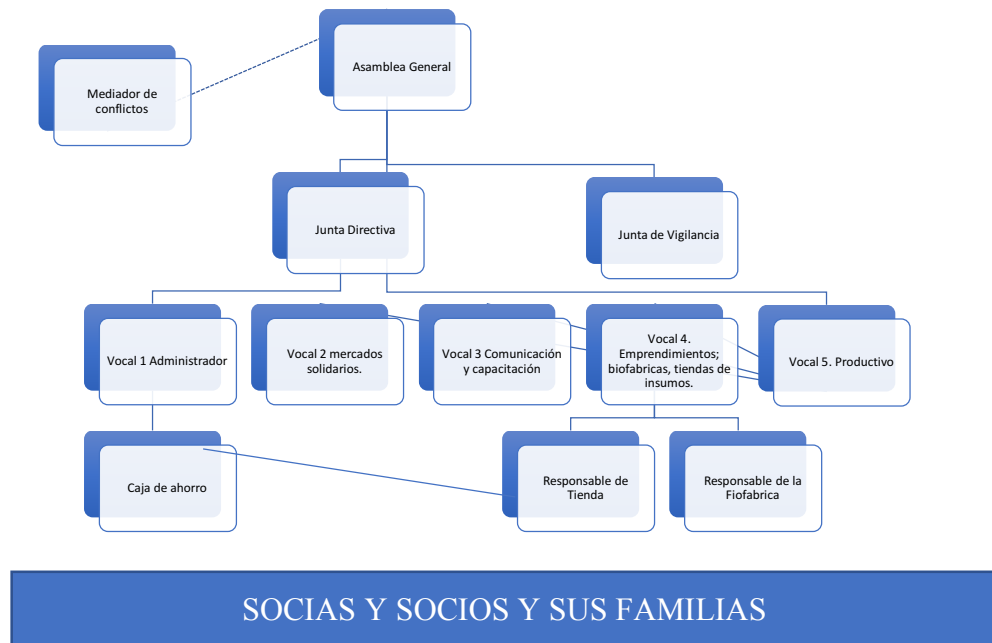 Asamblea General
Mediador de
conflictos
Junta Directiva
Junta de Vigilancia
Vocal 1 Administrador
Vocal 2 mercados
solidarios.
Vocal 3 Comunicación
y capacitación
Vocal 4.
Emprendimientos;
biofabricas, tiendas de
insumos.
Vocal 5. Productivo
Caja de ahorro
Responsable de
Tienda
Responsable de la
Fiofabrica
SOCIAS Y SOCIOS Y SUS FAMILIAS